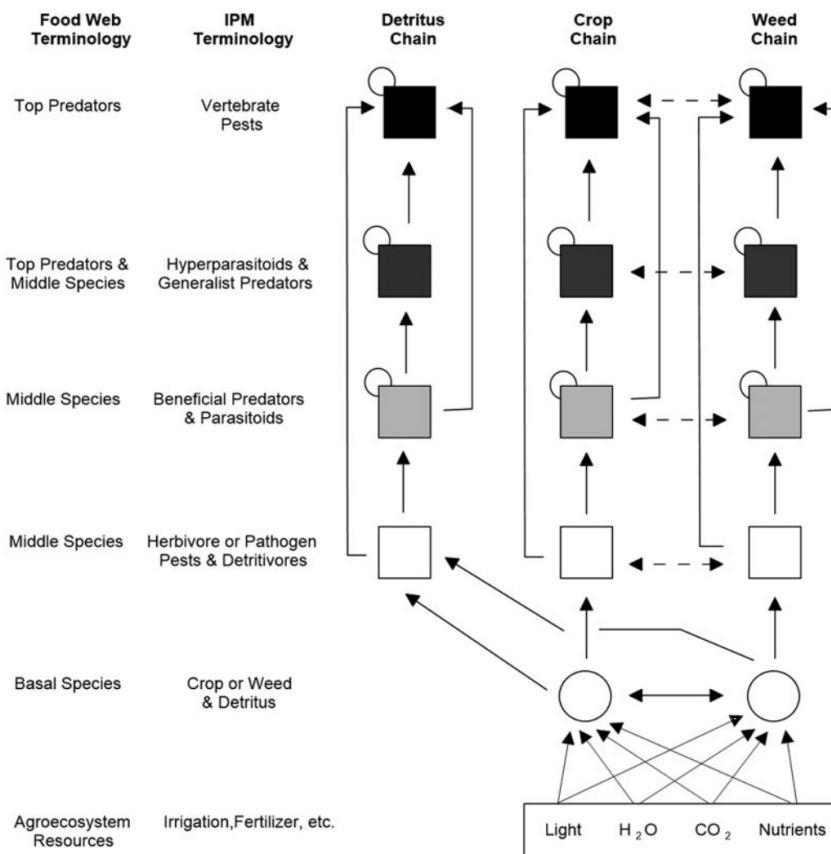 Food Web
Terminology
IPM
Terminology
Detritus
Chain
Crop
Chain
Weed
Chain
Top Predators
Vertebrate
Pests
Top Predators &
Middle Species
Hyperparasitoids &
Generalist Predators
Middle Species
Beneficial Predators
& Parasitoids
Middle Species
Herbivore or Pathogen
Pests & Detritivores
Basal Species
Crop or Weed
& Detritus
Agroecosystem
Resources
Irrigation,Fertilizer, etc.
Light
H₂O
CO₂
Nutrients